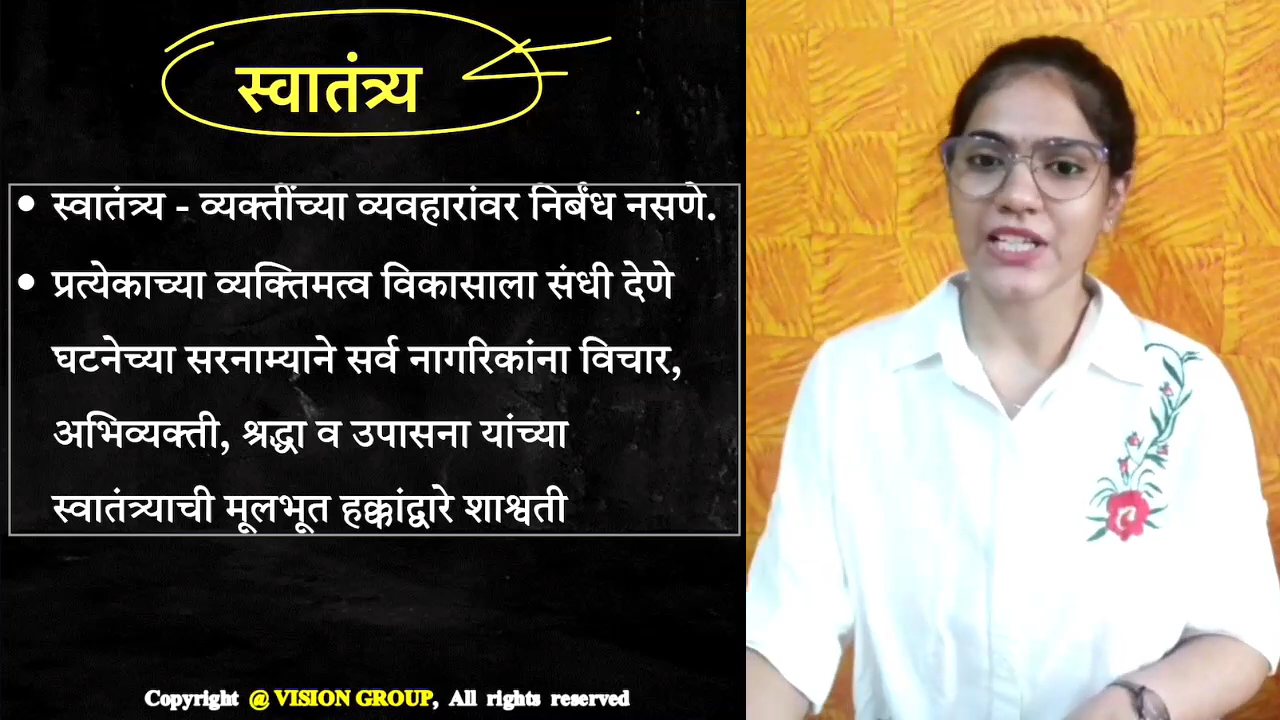 स्वातंत्र्य
• स्वातंत्र्य - व्यक्तींच्या व्यवहारांवर निर्बंध नसणे.
• प्रत्येकाच्या व्यक्तिमत्व विकासाला संधी देणे
घटनेच्या सरनाम्याने सर्व नागरिकांना विचार,
अभिव्यक्ती, श्रद्धा व उपासना यांच्या
स्वातंत्र्याची मूलभूत हक्कांद्वारे शाश्वती
Copyright @ VISION GROUP, All rights reserved